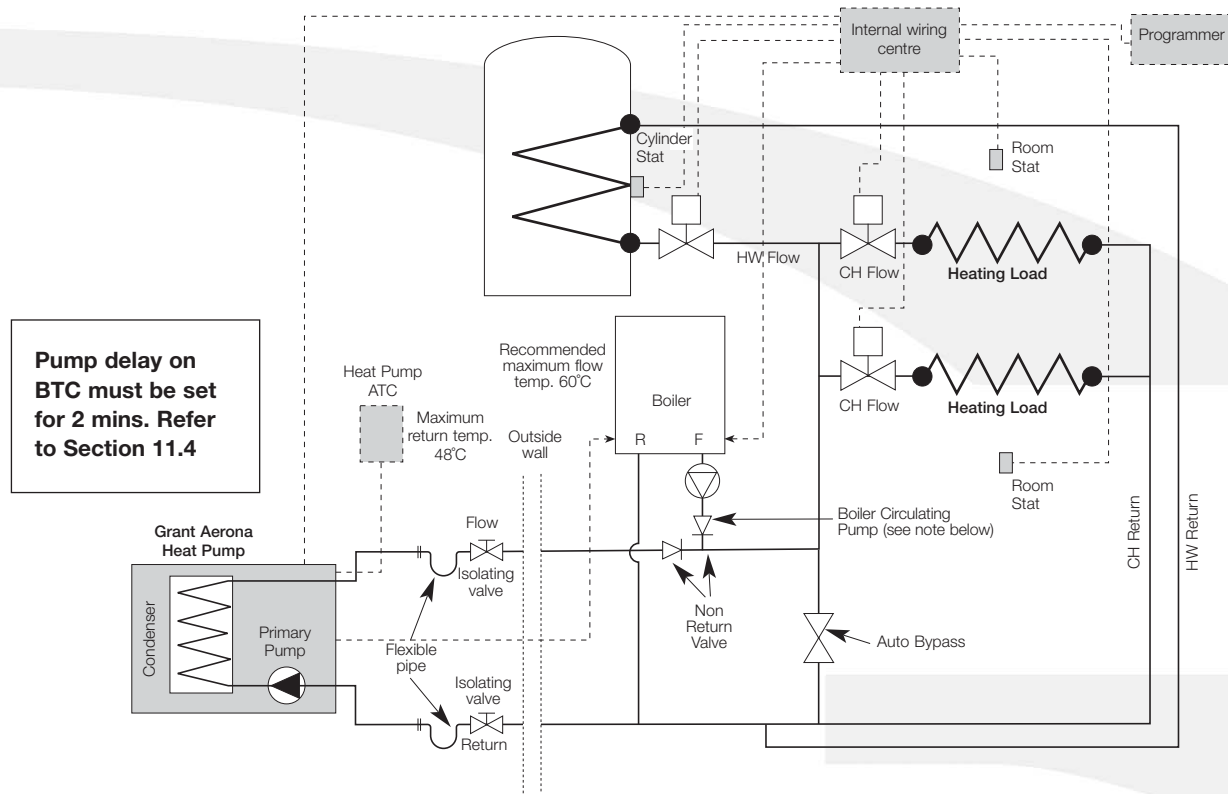 Internal wiring
centre
Programmer
Cylinder
Stat
Room
Stat
HW Flow
CH Flow
Heating Load
Pump delay on
BTC must be set
for 2 mins. Refer
to Section 11.4
Heat Pump
ATC
Maximum
return temp.
48°C
Outside
wall
Recommended
maximum flow
temp. 60°C
Boiler
R
F
CH Flow
Heating Load
Room
Stat
Boiler Circulating
Pump (see note below)
CH Return
HW Return
Grant Aerona
Heat Pump
Flow
Isolating
valve
Condenser
Primary
Pump
Flexible
pipe
Non
Return
Valve
Auto Bypass
Isolating
valve
Return